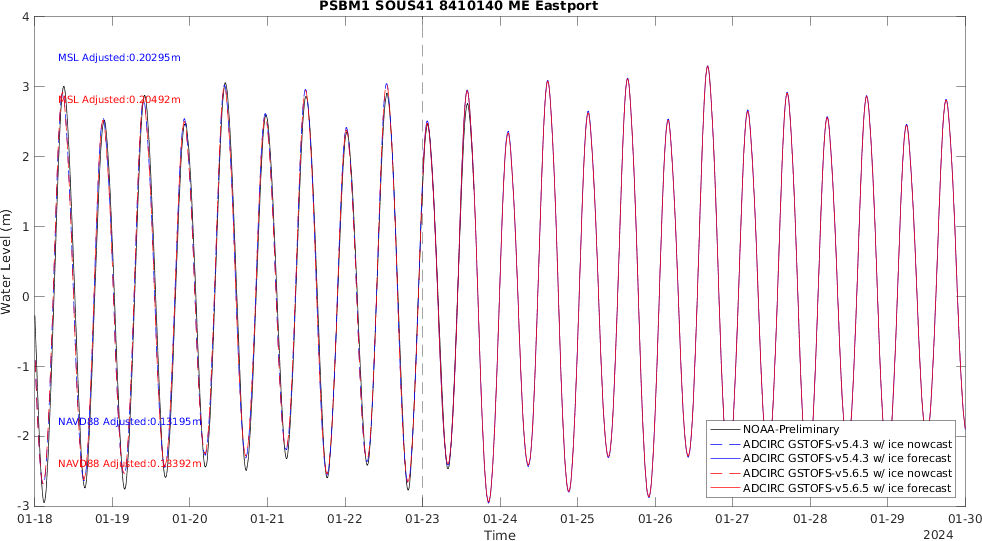 PSBM1 SOUS41 8410140 ME Eastport
4
3
2
1
0
-1
-2
-3
Water Level (m)
MSL Adjusted:0.20295m
MSL Adjusted:0.20492m
NAVD88 Adjusted:0.13195m
NAVD88 Adjusted:0.13392m
NOAA-Preliminary
ADCIRC GSTOFS-v5.4.3 w/ ice nowcast
ADCIRC GSTOFS-v5.4.3 w/ ice forecast
ADCIRC GSTOFS-v5.6.5 w/ ice nowcast
ADCIRC GSTOFS-v5.6.5 w/ ice forecast
01-18 01-19 01-20 01-21 01-22 01-23 01-24 01-25 01-26 01-27 01-28 01-29 01-30
Time
2024